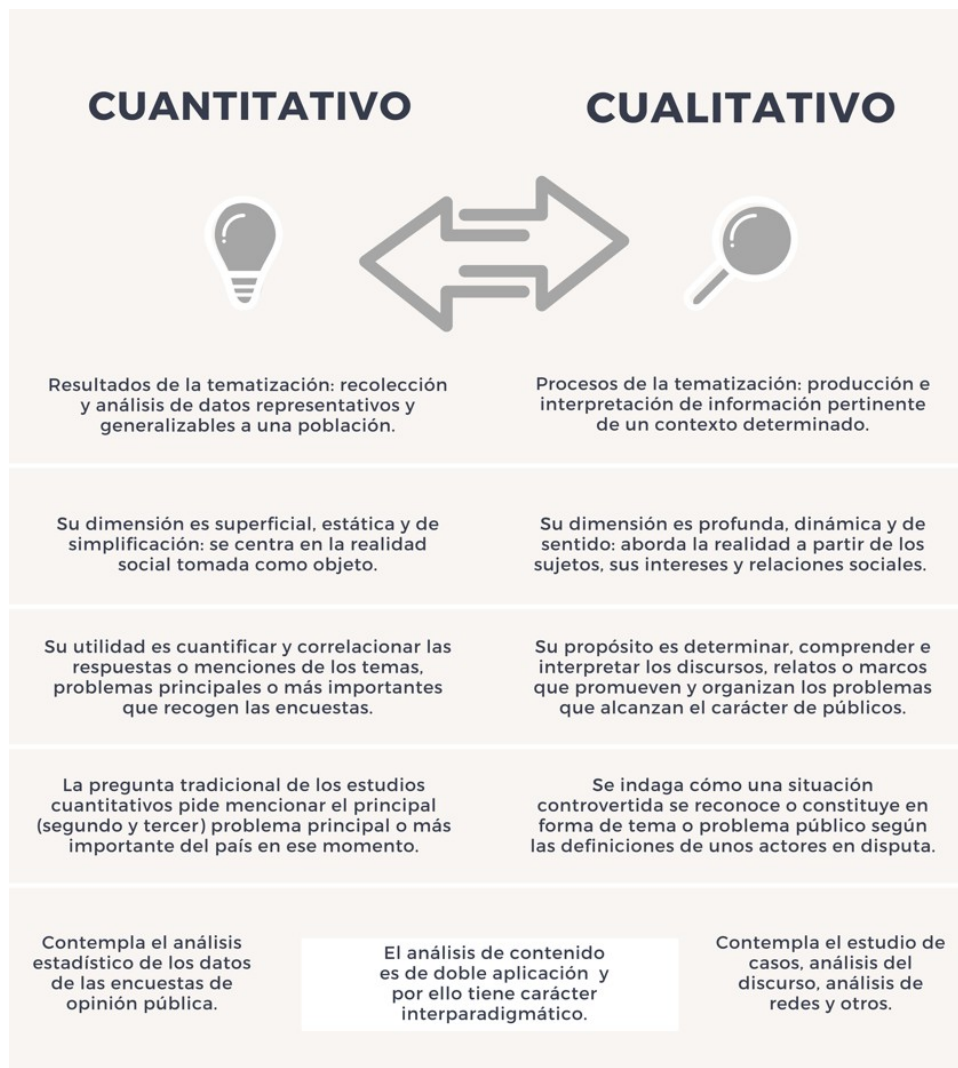 CUANTITATIVO
CUALITATIVO
Resultados de la tematización: recolección
y análisis de datos representativos y
generalizables a una población.
Procesos de la tematización: producción e
interpretación de información pertinente
de un contexto determinado.
Su dimensión es superficial, estática y de
simplificación: se centra en la realidad
social tomada como objeto.
Su dimensión es profunda, dinámica y de
sentido: aborda la realidad a partir de los
sujetos, sus intereses y relaciones sociales.
Su utilidad es cuantificar y correlacionar las
respuestas o menciones de los temas,
problemas principales o más importantes
que recogen las encuestas.
Su propósito es determinar, comprender e
interpretar los discursos, relatos o marcos
que promueven y organizan los problemas
que alcanzan el carácter de públicos.
La pregunta tradicional de los estudios
cuantitativos pide mencionar el principal
(segundo y tercer) problema principal o más
importante del país en ese momento.
Se indaga cómo una situación
controvertida se reconoce o constituye en
forma de tema o problema público según
las definiciones de unos actores en disputa.
Contempla el análisis
estadístico de los datos
de las encuestas de
opinión pública.
El análisis de contenido
es de doble aplicación y
por ello tiene carácter
interparadigmático.
Contempla el estudio de
casos, análisis del
discurso, análisis de
redes y otros.